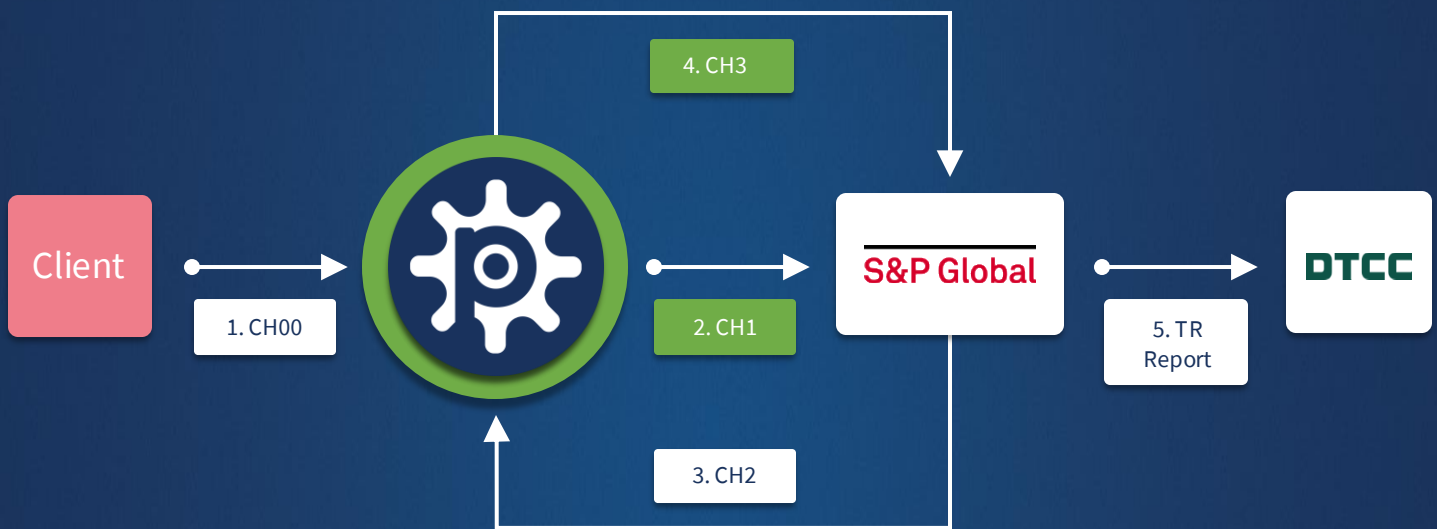 4. CH3
Client
S&P Global
DTCC
1. CH00
2. CH1
5. TR
Report
3. CH2